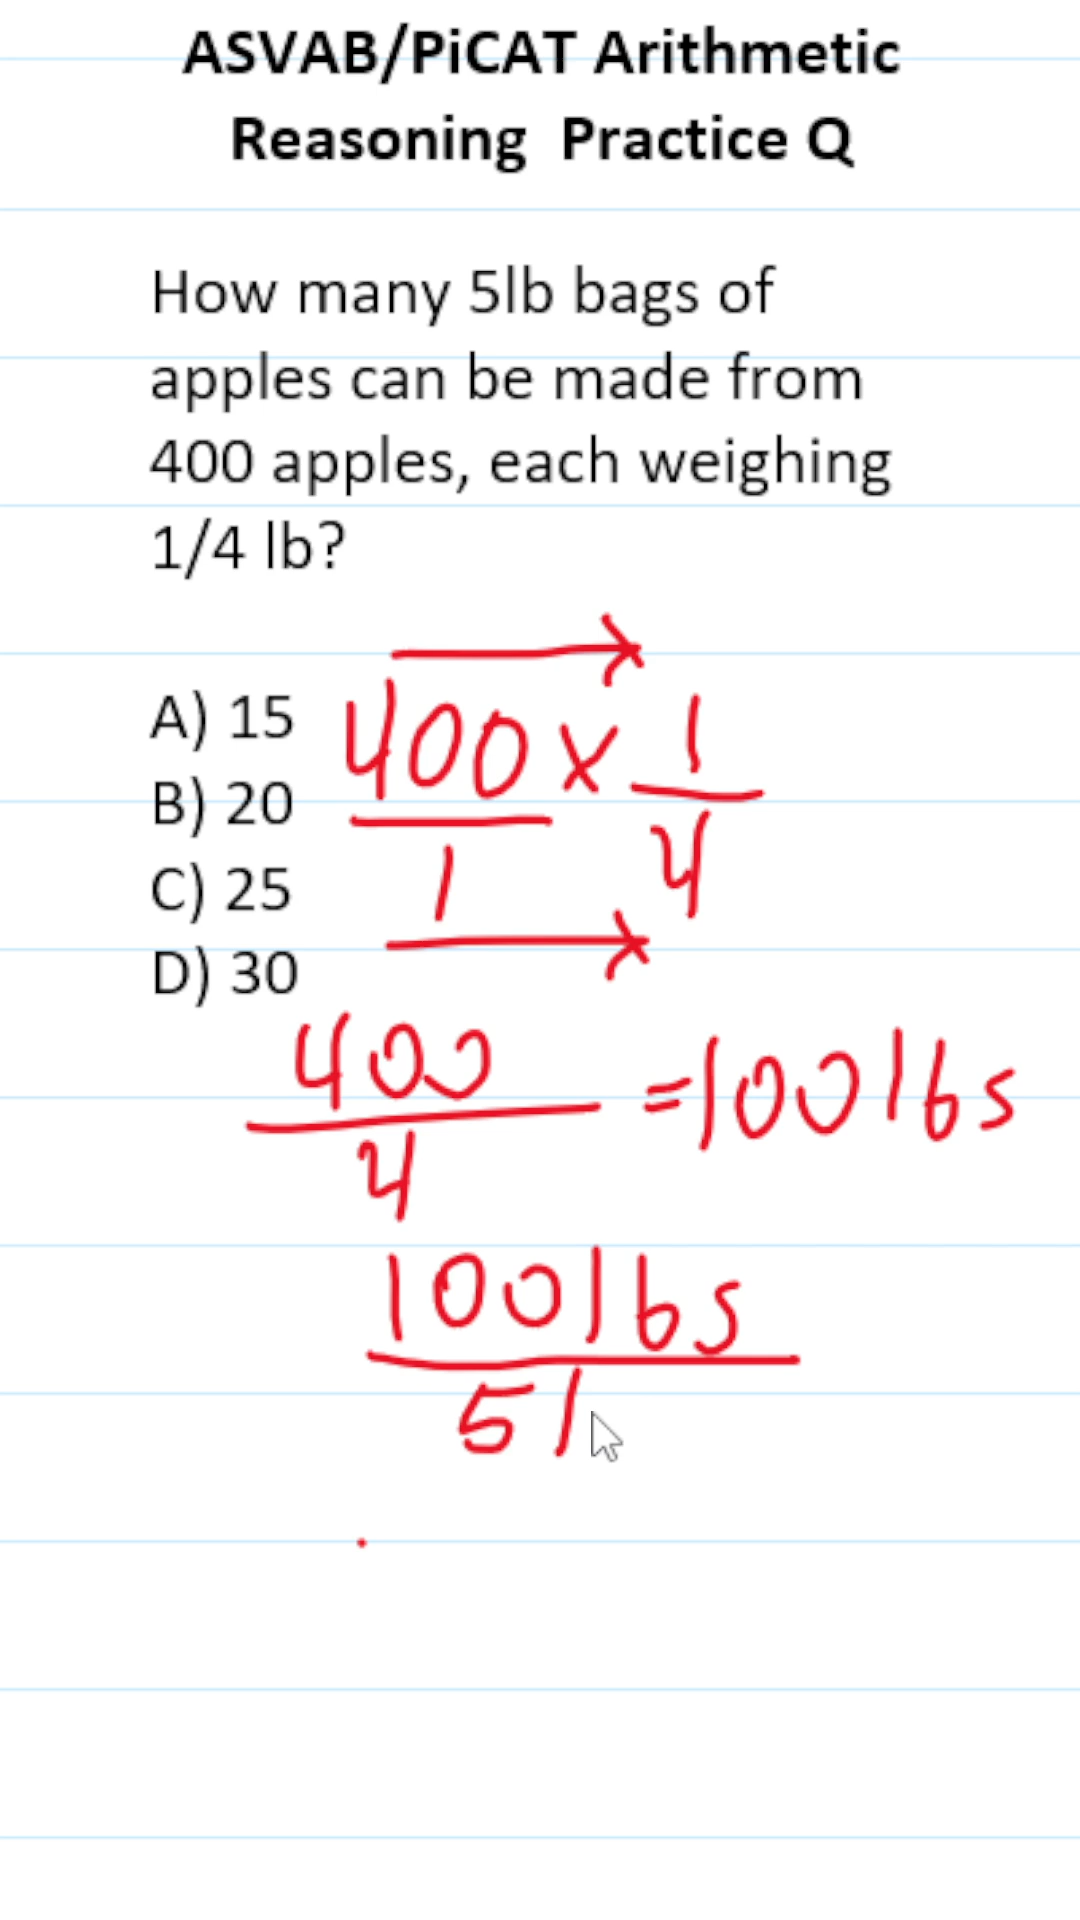 ASVAB/PiCAT Arithmetic
Reasoning Practice Q
How many 5lb bags of
apples can be made from
400 apples, each weighing
1/4 lb?
A) 15
B) 20
C) 25
D) 30
400 x 1
1 4
400 =100lbs
4
100lbs
5l